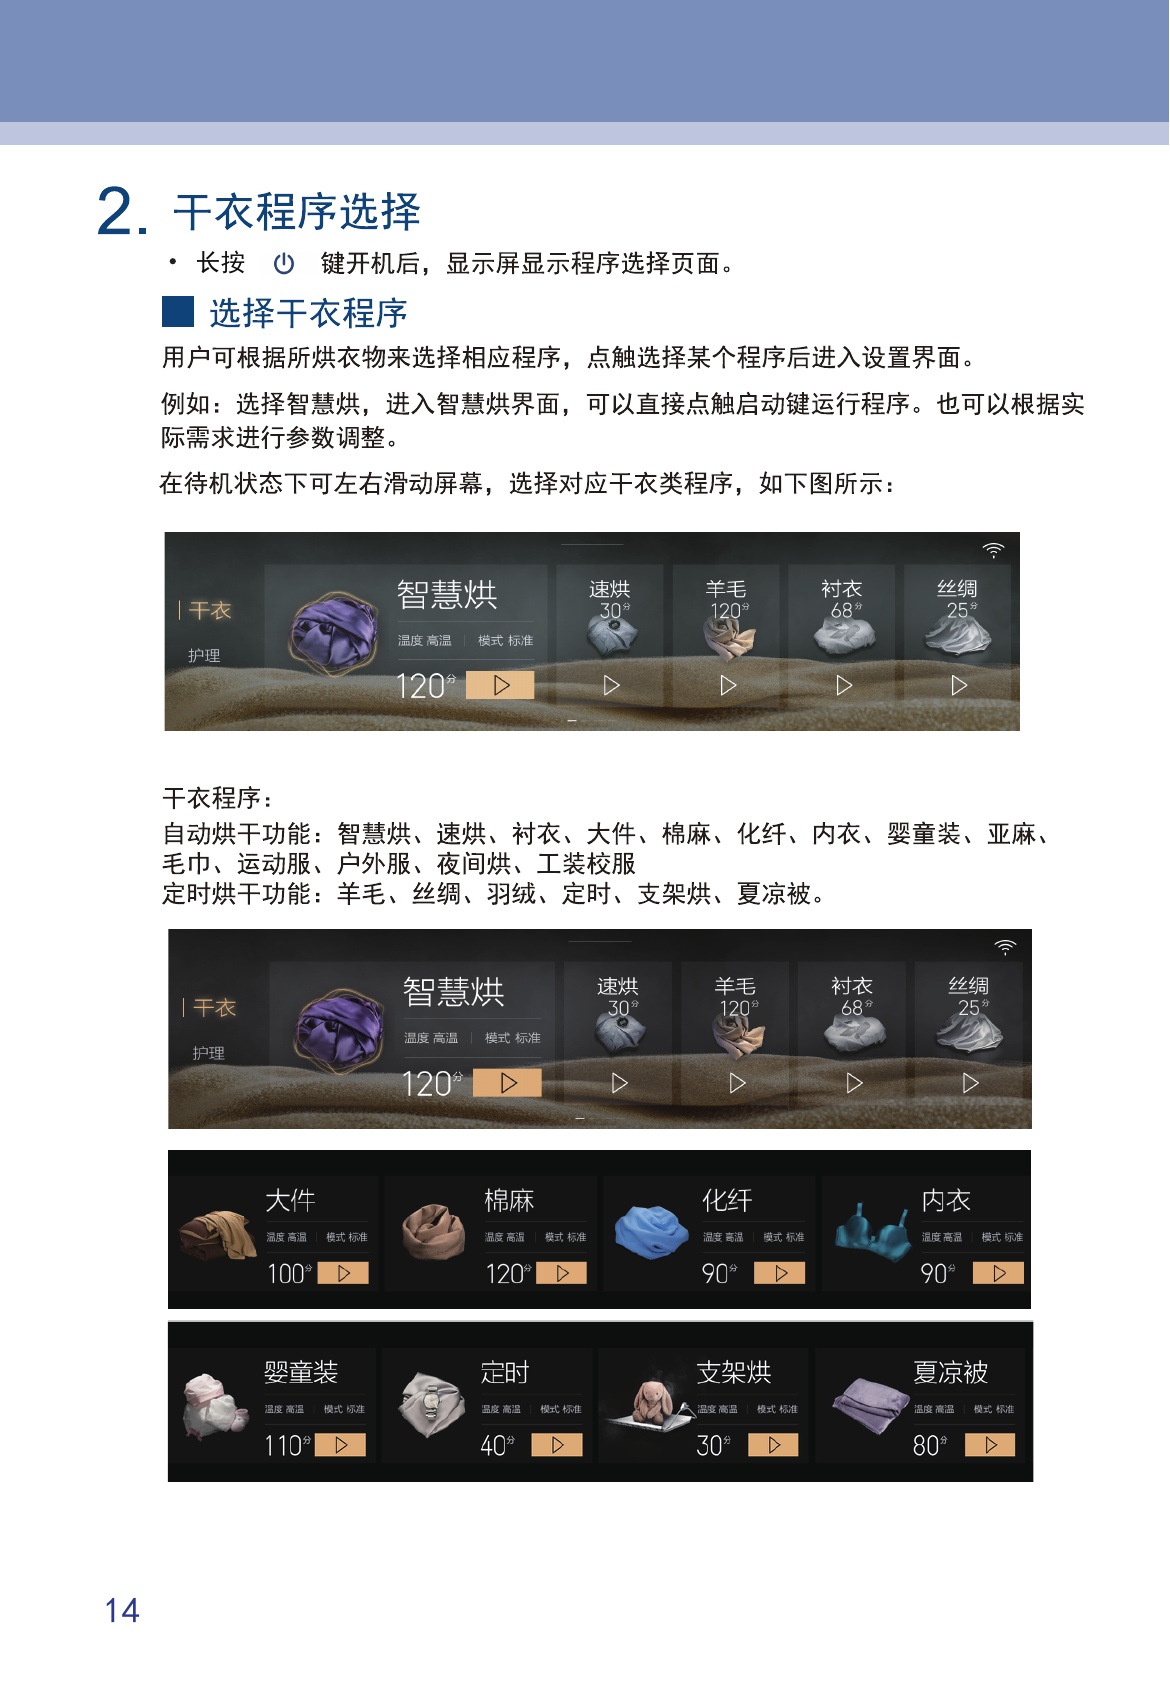 2. 干衣程序选择
• 长按 键开机后，显示屏显示程序选择页面。
选择干衣程序
用户可根据所烘衣物来选择相应程序，点触选择某个程序后进入设置界面。
例如：选择智慧烘，进入智慧烘界面，可以直接点触启动键运行程序。也可以根据实
际需求进行参数调整。
在待机状态下可左右滑动屏幕，选择对应干衣类程序，如下图所示：
智慧烘 速烘 羊毛 衬衣 丝绸
干衣 30分 120分 68分 25分
温度 高温 模式 标准
护理
120分
干衣程序：
自动烘干功能：智慧烘、速烘、衬衣、大件、棉麻、化纤、内衣、婴童装、亚麻、
毛巾、运动服、户外服、夜间烘、工装校服
定时烘干功能：羊毛、丝绸、羽绒、定时、支架烘、夏凉被。
智慧烘 速烘 羊毛 衬衣 丝绸
干衣 30分 120分 68分 25分
温度 高温 模式 标准
护理
120分
大件 棉麻 化纤 内衣
温度 高温 模式 标准 温度 高温 模式 标准 温度 高温 模式 标准 温度 高温 模式 标准
100分 120分 90分 90分
婴童装 定时 支架烘 夏凉被
温度 高温 模式 标准 温度 高温 模式 标准 温度 高温 模式 标准 温度 高温 模式 标准
110分 40分 30分 80分
14